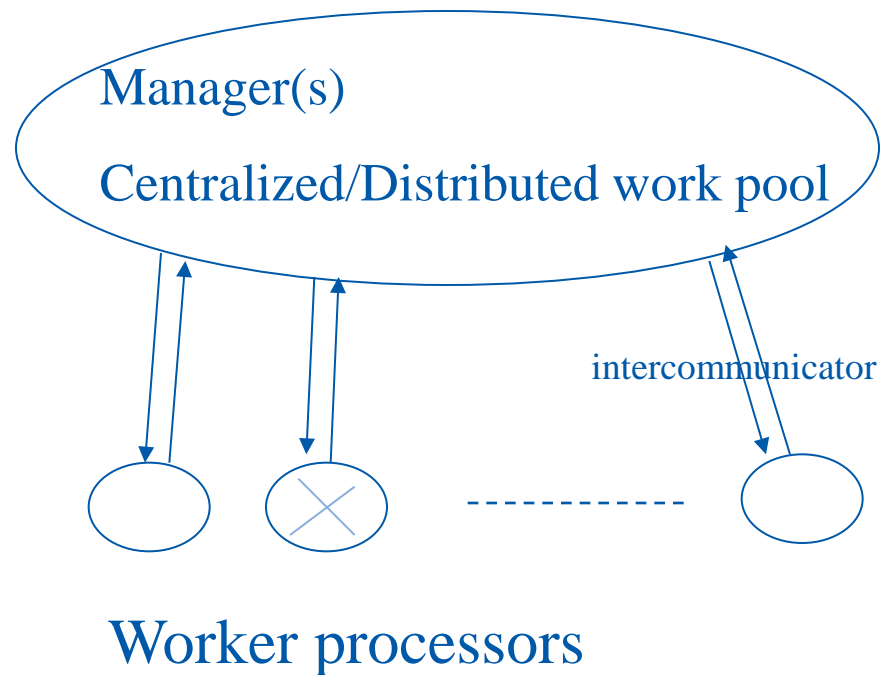 Manager(s)
Centralized/Distributed work pool
intercommunicator
Worker processors